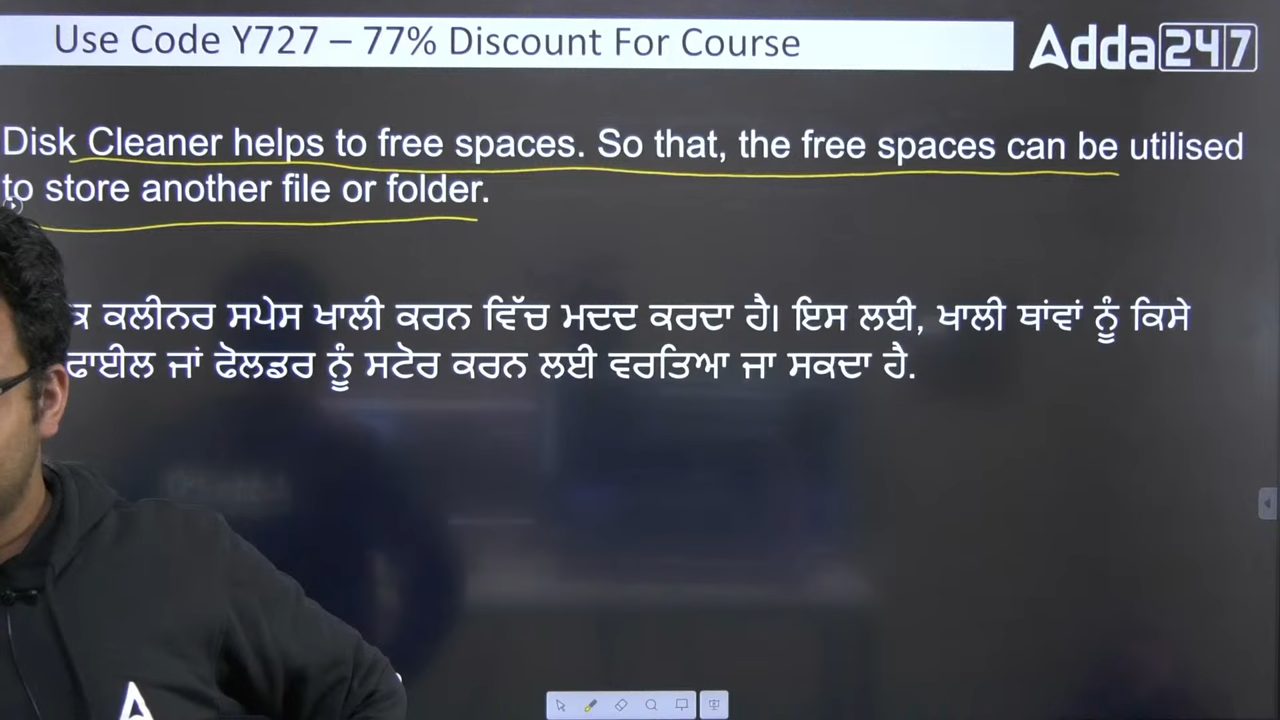 Use Code Y727 – 77% Discount For Course
Adda247
Disk Cleaner helps to free spaces. So that, the free spaces can be utilised
to store another file or folder.
ਕਲੀਨਰ ਸਪੇਸ ਖਾਲੀ ਕਰਨ ਵਿੱਚ ਮਦਦ ਕਰਦਾ ਹੈ। ਇਸ ਲਈ, ਖਾਲੀ ਥਾਂਵਾਂ ਨੂੰ ਕਿਸੇ
ਫਾਈਲ ਜਾਂ ਫੋਲਡਰ ਨੂੰ ਸਟੋਰ ਕਰਨ ਲਈ ਵਰਤਿਆ ਜਾ ਸਕਦਾ ਹੈ.